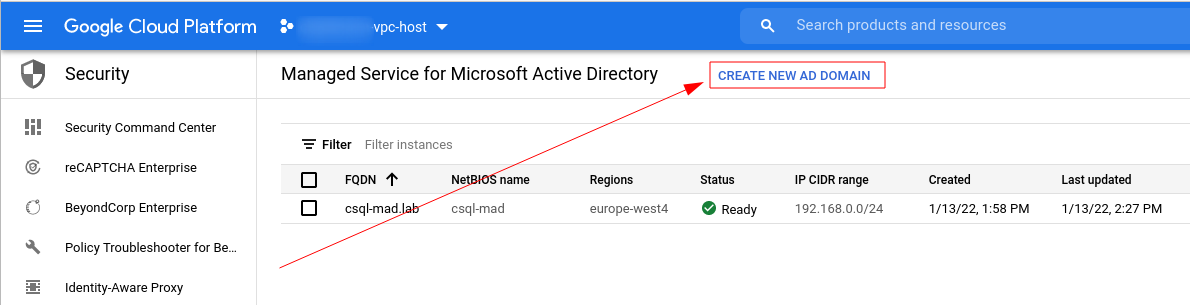 Google Cloud Platform vpc-host Search products and resources
Security Managed Service for Microsoft Active Directory CREATE NEW AD DOMAIN
Security Command Center
Filter Filter instances
reCAPTCHA Enterprise
FQDN NetBIOS name Regions Status IP CIDR range Created Last updated
BeyondCorp Enterprise
csql-mad.lab csql-mad europe-west4 Ready 192.168.0.0/24 1/13/22, 1:58 PM 1/13/22, 2:27 PM
Policy Troubleshooter for Be...
Identity-Aware Proxy